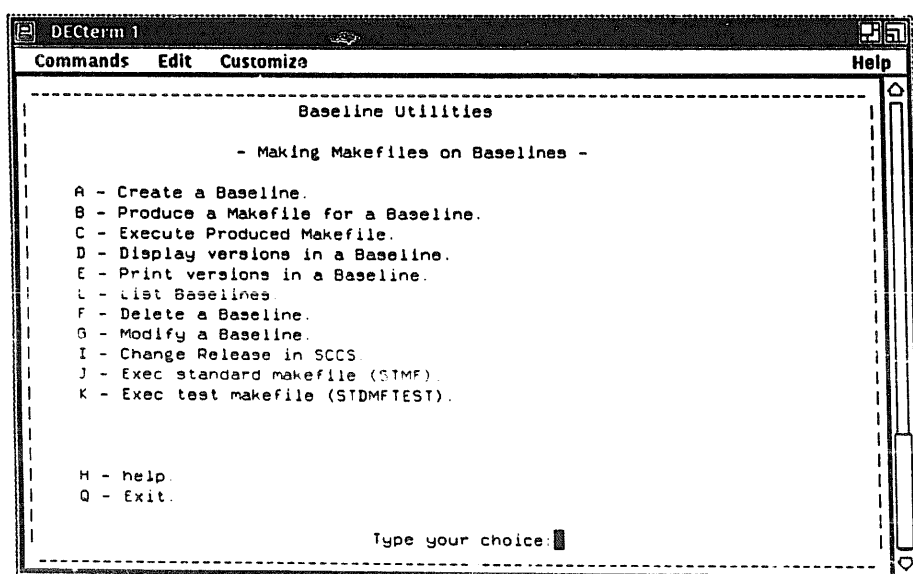 DECterm 1
Commands Edit Customize Help
Baseline Utilities
- Making Makefiles on Baselines -
A - Create a Baseline.
B - Produce a Makefile for a Baseline.
C - Execute Produced Makefile.
D - Display versions in a Baseline.
E - Print versions in a Baseline.
L - List Baselines.
F - Delete a Baseline.
G - Modify a Baseline.
I - Change Release in SCCS.
J - Exec standard makefile (STMF).
K - Exec test makefile (STDMFTEST).
H - help.
Q - Exit.
Type your choice: